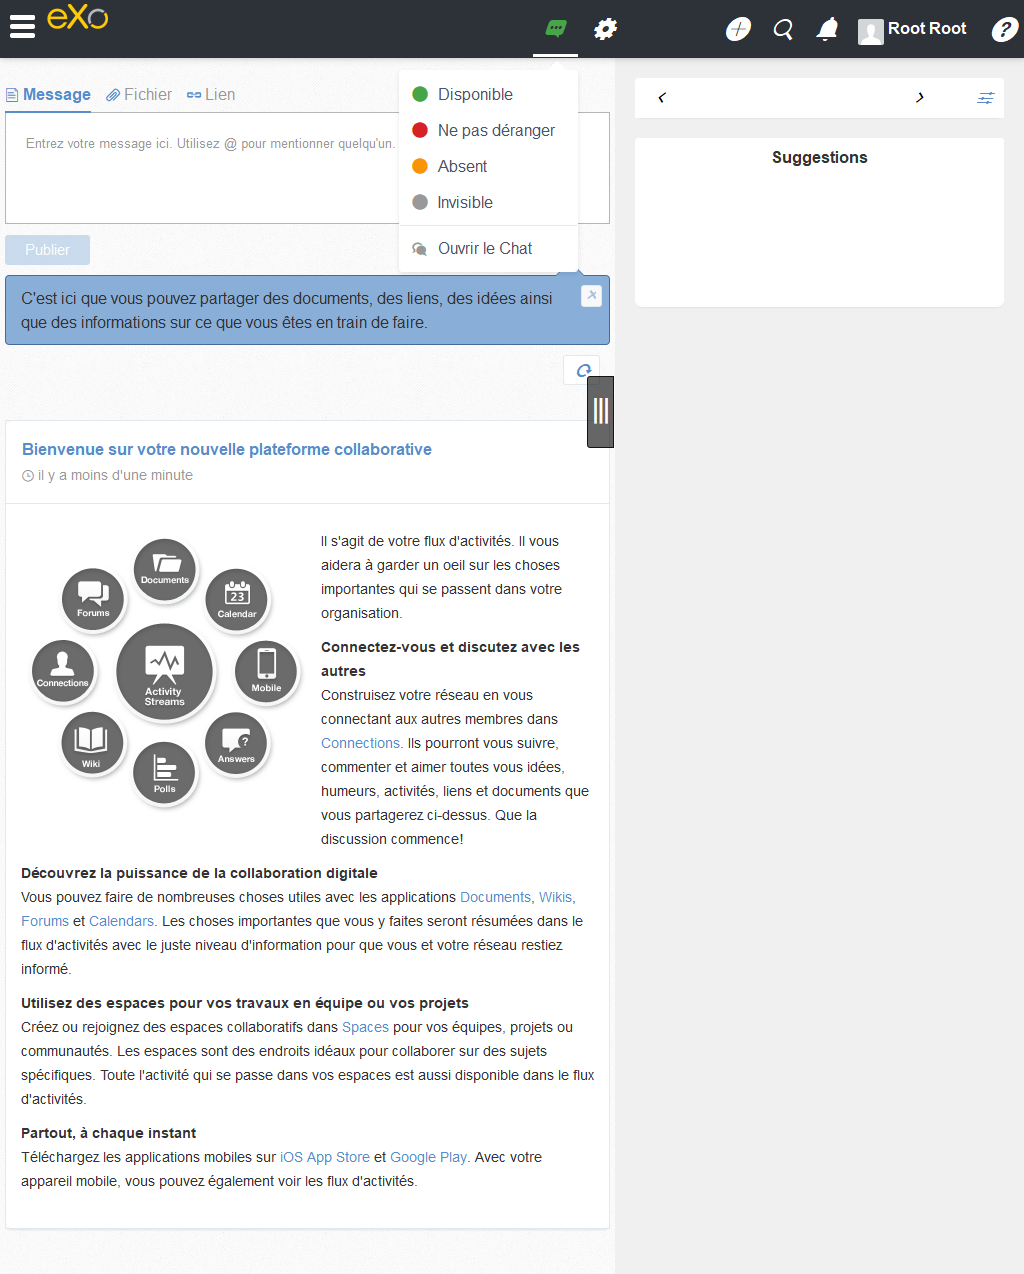 eXo
Root Root
?
Message Fichier Lien
Entrez votre message ici. Utilisez @ pour mentionner quelqu'un.
Publier
Disponible
Ne pas déranger
Absent
Invisible
Ouvrir le Chat
C'est ici que vous pouvez partager des documents, des liens, des idées ainsi
que des informations sur ce que vous êtes en train de faire.
Suggestions
Bienvenue sur votre nouvelle plateforme collaborative
il y a moins d'une minute
Documents
Forums
23
Calendar
Connections
Activity
Streams
Mobile
Wiki
?
Answers
Polls
Il s'agit de votre flux d'activités. Il vous
aidera à garder un oeil sur les choses
importantes qui se passent dans votre
organisation.
Connectez-vous et discutez avec les
autres
Construisez votre réseau en vous
connectant aux autres membres dans
Connections. Ils pourront vous suivre,
commenter et aimer toutes vous idées,
humeurs, activités, liens et documents que
vous partagerez ci-dessus. Que la
discussion commence!
Découvrez la puissance de la collaboration digitale
Vous pouvez faire de nombreuses choses utiles avec les applications Documents, Wikis,
Forums et Calendars. Les choses importantes que vous y faites seront résumées dans le
flux d'activités avec le juste niveau d'information pour que vous et votre réseau restiez
informé.
Utilisez des espaces pour vos travaux en équipe ou vos projets
Créez ou rejoignez des espaces collaboratifs dans Spaces pour vos équipes, projets ou
communautés. Les espaces sont des endroits idéaux pour collaborer sur des sujets
spécifiques. Toute l'activité qui se passe dans vos espaces est aussi disponible dans le flux
d'activités.
Partout, à chaque instant
Téléchargez les applications mobiles sur iOS App Store et Google Play. Avec votre
appareil mobile, vous pouvez également voir les flux d'activités.